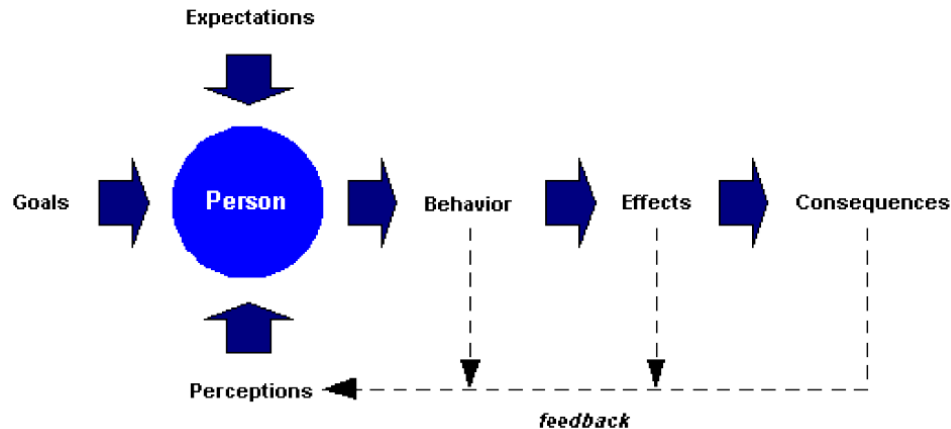 Expectations
Goals
Person
Behavior
Effects
Consequences
Perceptions
feedback